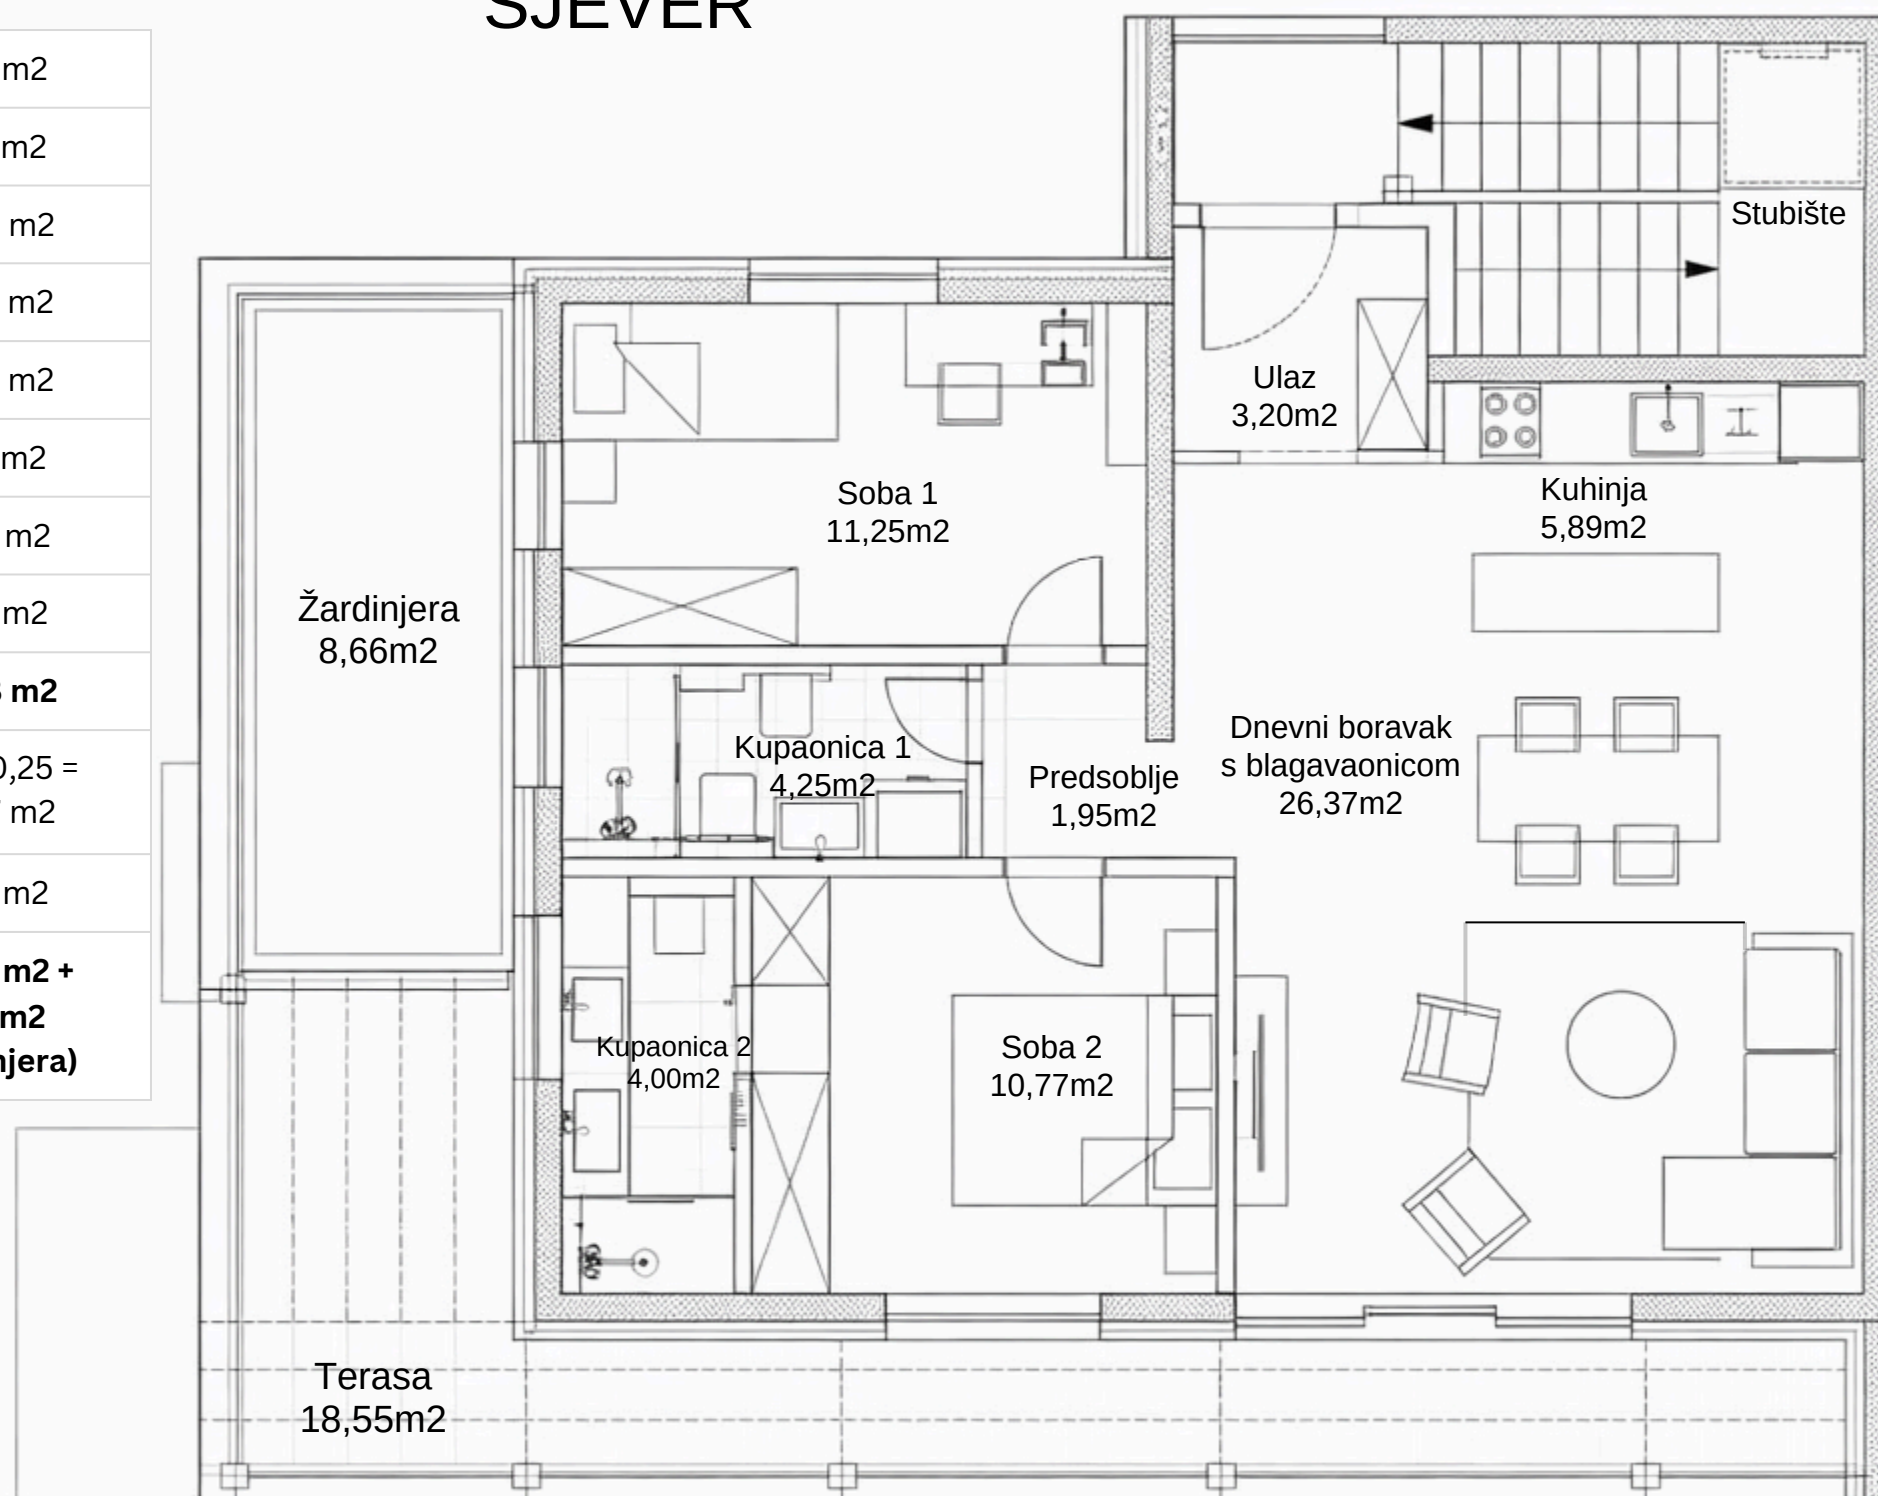 SJEVER
m2
m2
m2
m2
m2
m2
m2
m2
m2
0,25 =
m2
m2
m2 +
m2
njera)
Stubište
Ulaz
3,20m2
Kuhinja
5,89m2
Soba 1
11,25m2
Žardinjera
8,66m2
Kupaonica 1
4,25m2
Predsoblje
1,95m2
Dnevni boravak
s blagavaonicom
26,37m2
Kupaonica 2
4,00m2
Soba 2
10,77m2
Terasa
18,55m2